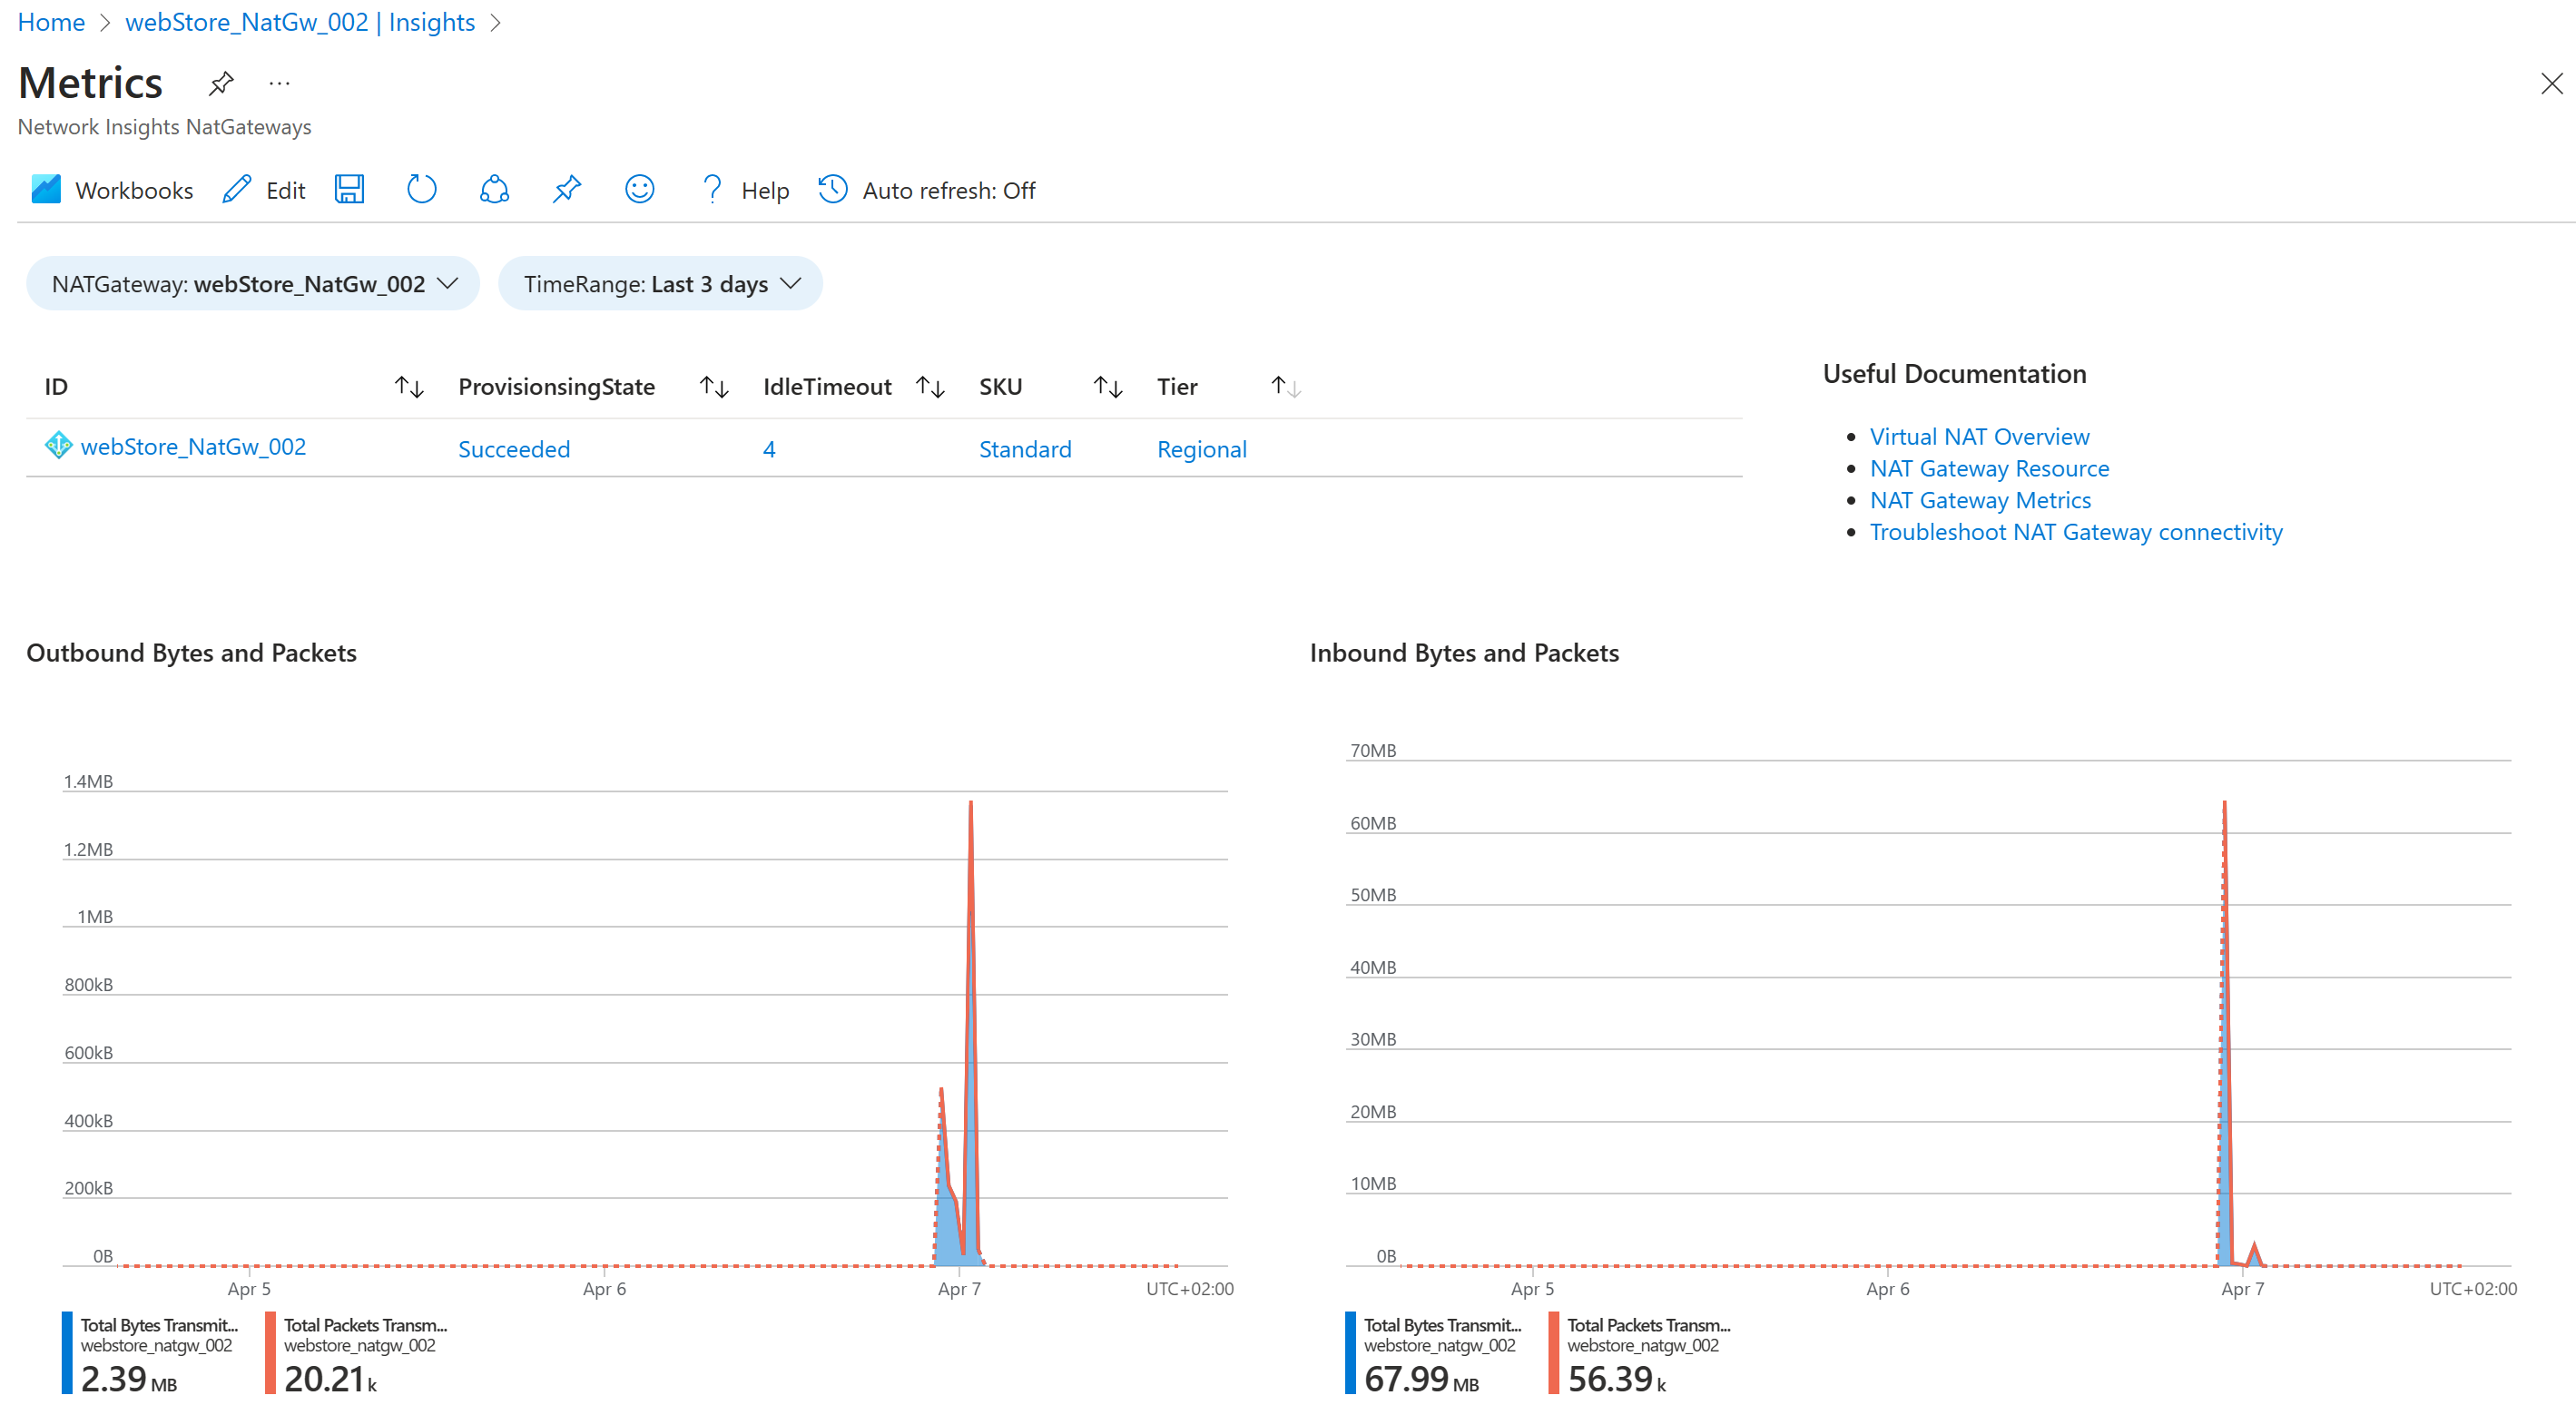 Home > webStore_NatGw_002 | Insights >
Metrics ...
Network Insights NatGateways
Workbooks Edit ? Help Auto refresh: Off
NATGateway: webStore_NatGw_002 TimeRange: Last 3 days
ID ProvisionsingState IdleTimeout SKU Tier
webStore_NatGw_002 Succeeded 4 Standard Regional
Useful Documentation
• Virtual NAT Overview
• NAT Gateway Resource
• NAT Gateway Metrics
• Troubleshoot NAT Gateway connectivity
Outbound Bytes and Packets
1.4MB
1.2MB
1MB
800kB
600kB
400kB
200kB
0B
Apr 5 Apr 6 Apr 7 UTC+02:00
Total Bytes Transmit... Total Packets Transm...
webstore_natgw_002 webstore_natgw_002
2.39 MB 20.21 k
Inbound Bytes and Packets
70MB
60MB
50MB
40MB
30MB
20MB
10MB
0B
Apr 5 Apr 6 Apr 7 UTC+02:00
Total Bytes Transmit... Total Packets Transm...
webstore_natgw_002 webstore_natgw_002
67.99 MB 56.39 k